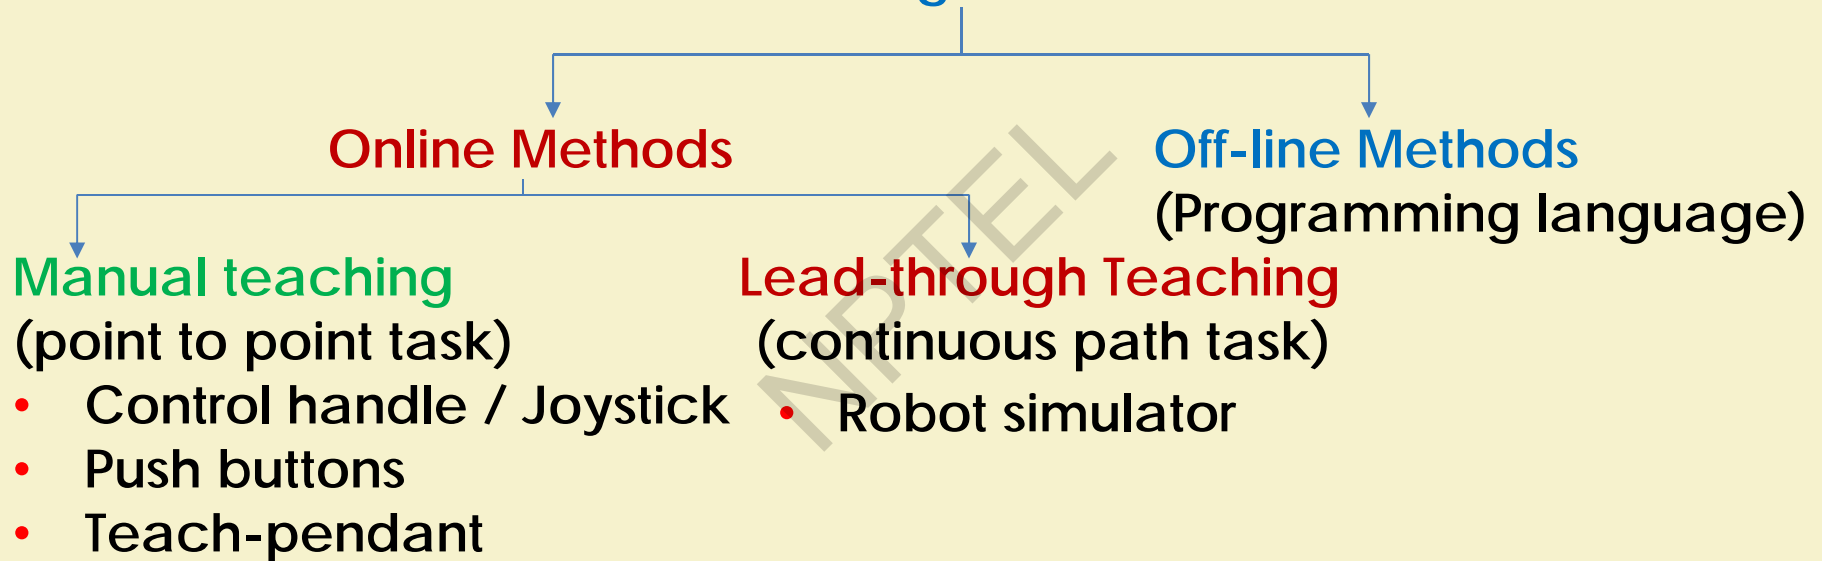 Online Methods
Off-line Methods
(Programming language)
Manual teaching
(point to point task)
• Control handle / Joystick
• Push buttons
• Teach-pendant
Lead-through Teaching
(continuous path task)
• Robot simulator
NPTEL